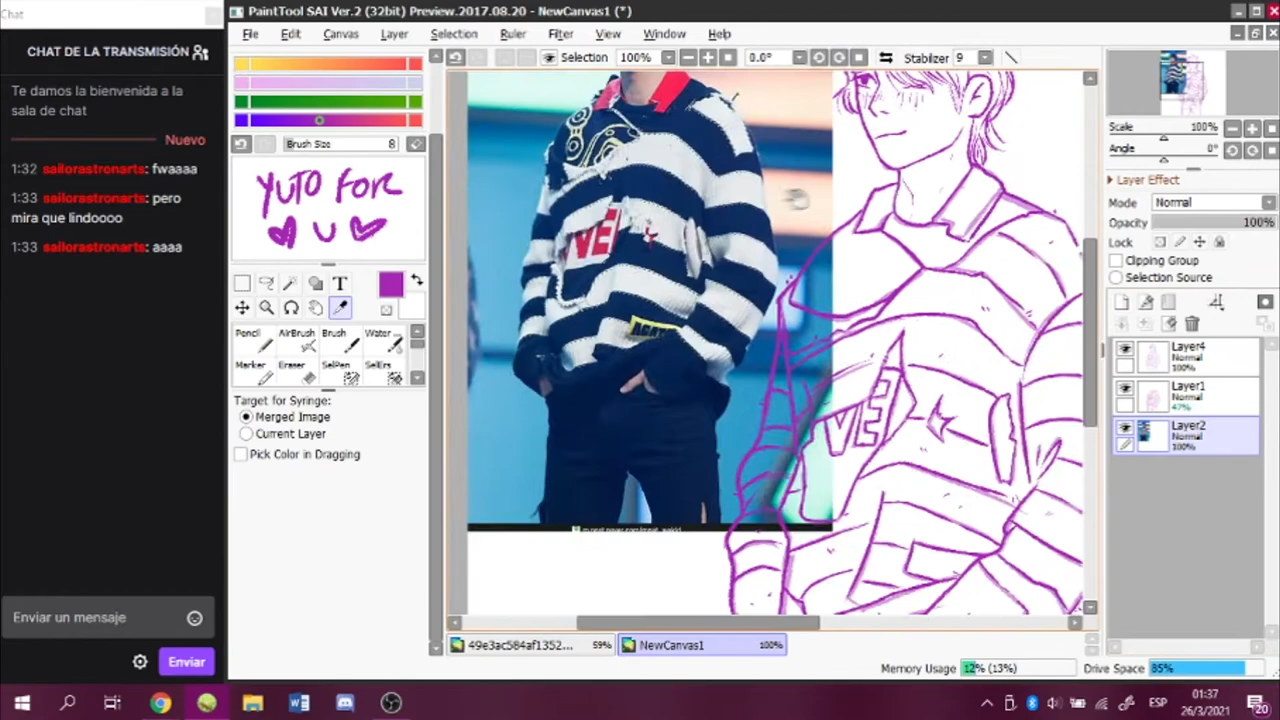 Chat
CHAT DE LA TRANSMISIÓN
Te damos la bienvenida a la
sala de chat
Nuevo
1:32 sailorastronarts: fwaaaa
1:33 sailorastronarts: pero
mira que lindoooo
1:33 sailorastronarts: aaaa
Enviar un mensaje
Enviar
PaintTool SAI Ver.2 (32bit) Preview.2017.08.20 - NewCanvas1 (*)
File Edit Canvas Layer Selection Ruler Filter View Window Help
Selection 100% 0.0° Stabilizer 9
Brush Size 8
YUTO FOR
U
T
Pencil AirBrush Brush Water ...
Marker Eraser SelPen SelErs
Target for Syringe:
Merged Image
Current Layer
Pick Color in Dragging
VE
VE
49e3ac584af1352... 59%
NewCanvas1 100%
Scale 100%
Angle 0°
Layer Effect
Mode Normal
Opacity 100%
Lock
Clipping Group
Selection Source
Layer4
Normal
100%
Layer1
Normal
47%
Layer2
Normal
100%
Memory Usage 12% (13%)
Drive Space 85%
ESP
01:37
26/3/2021
20